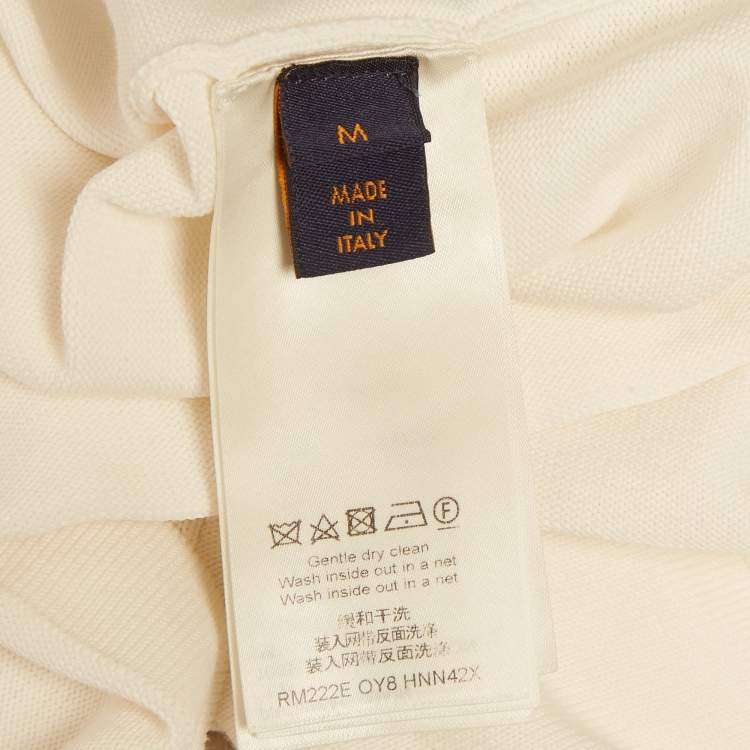 M
MADE
IN
ITALY
F
Gentle dry clean
Wash inside out in a net
Wash inside out in a net
缓和干洗
装入网带反面洗涤
装入网带反面洗涤
RM222E OY8 HNN42X